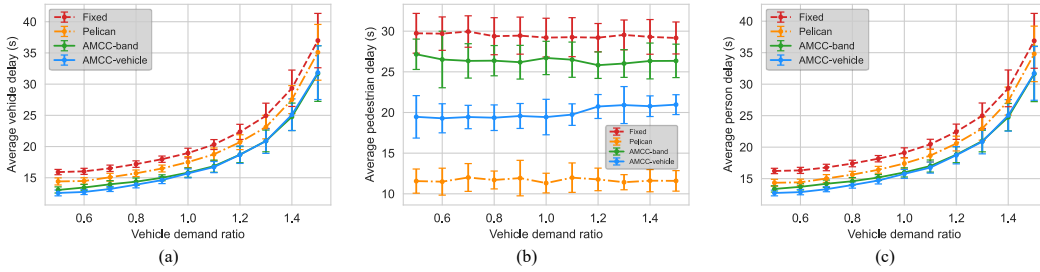 Average vehicle delay (s)
40
35
30
25
20
15
Fixed
Pelican
AMCC-band
AMCC-vehicle
0.6
0.8
1.0
1.2
1.4
Vehicle demand ratio
(a)
Average pedestrian delay (s)
30
25
20
15
10
Fixed
Pelican
AMCC-band
AMCC-vehicle
0.6
0.8
1.0
1.2
1.4
Vehicle demand ratio
(b)
Average person delay (s)
40
35
30
25
20
15
Fixed
Pelican
AMCC-band
AMCC-vehicle
0.6
0.8
1.0
1.2
1.4
Vehicle demand ratio
(c)